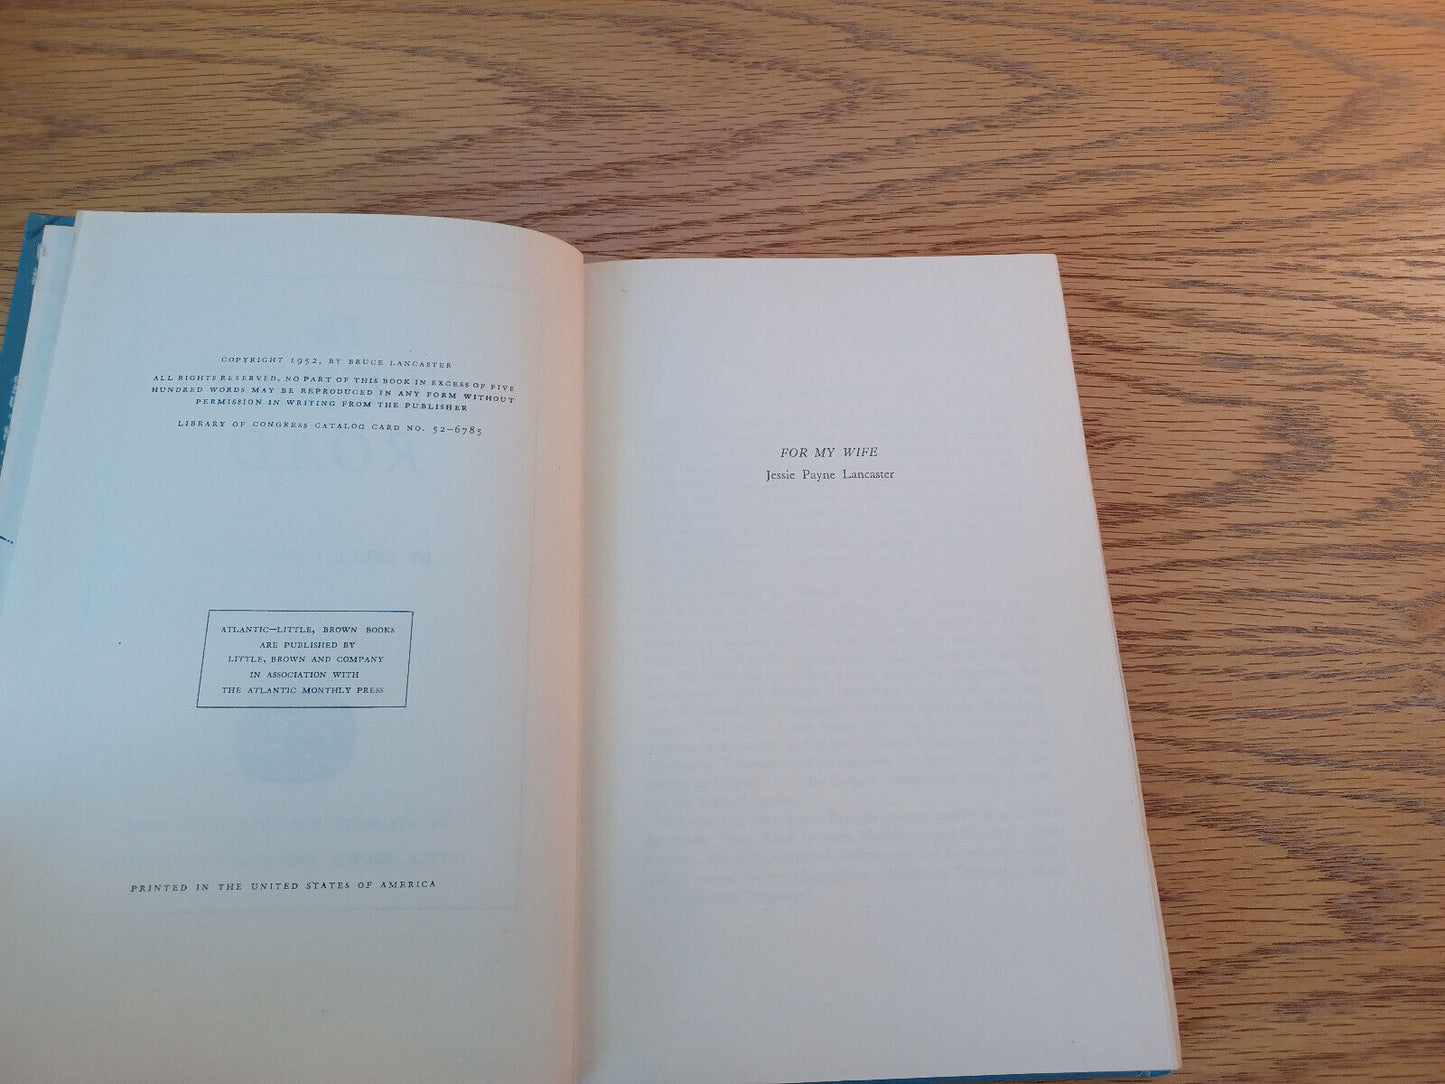 COPYRIGHT 1952, BY BRUCE LANCASTER
ALL RIGHTS RESERVED, NO PART OF THIS BOOK IN EXCESS OF FIVE
HUNDRED WORDS MAY BE REPRODUCED IN ANY FORM WITHOUT
PERMISSION IN WRITING FROM THE PUBLISHER
LIBRARY OF CONGRESS CATALOG CARD NO. 52–6785
ATLANTIC—LITTLE, BROWN BOOKS
ARE PUBLISHED BY
LITTLE, BROWN AND COMPANY
IN ASSOCIATION WITH
THE ATLANTIC MONTHLY PRESS
PRINTED IN THE UNITED STATES OF AMERICA
FOR MY WIFE
Jessie Payne Lancaster